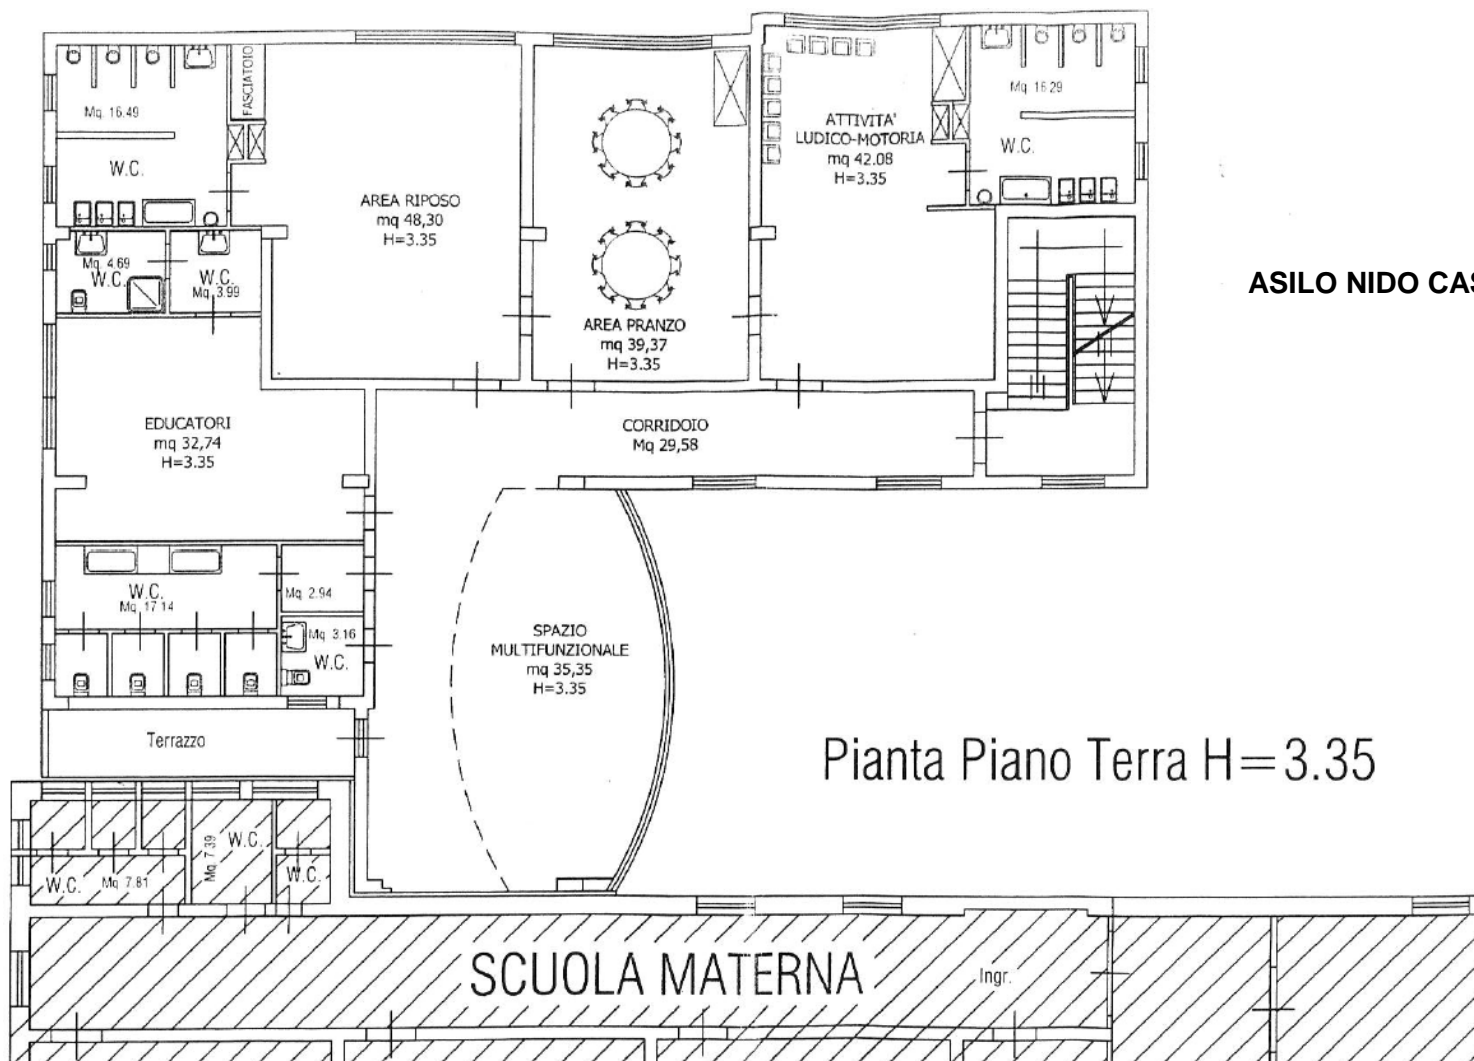 FASCIATOIO
Mq. 16.49
W.C.
AREA RIPOSO
mq 48,30
H=3.35
ATTIVITA'
LUDICO-MOTORIA
mq 42.08
H=3.35
Mq. 16.29
W.C.
Mq. 4.69
W.C.
W.C.
Mq. 3.99
AREA PRANZO
mq 39,37
H=3.35
ASILO NIDO CAS
EDUCATORI
mq 32,74
H=3.35
CORRIDOIO
Mq 29,58
W.C.
Mq. 17.14
Mq. 2.94
Mq. 3.16
W.C.
SPAZIO
MULTIFUNZIONALE
mq 35,35
H=3.35
Terrazzo
Pianta Piano Terra H=3.35
W.C.
Mq. 7.39
W.C.
Mq. 7.81
W.C.
SCUOLA MATERNA
Ingr.